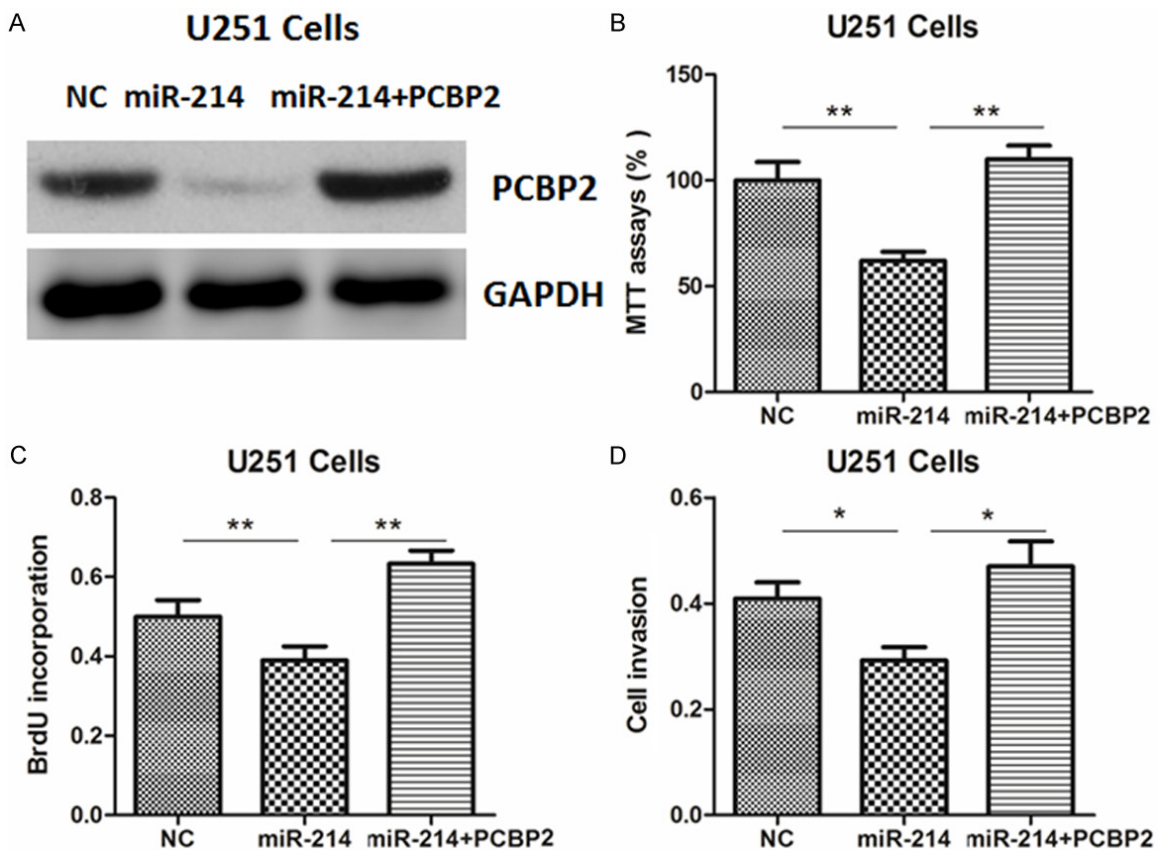 A
U251 Cells
NC miR-214 miR-214+PCBP2
PCBP2
GAPDH
B
U251 Cells
MTT assays (% )
150
100
50
0
** **
NC miR-214 miR-214+PCBP2
C
U251 Cells
BrdU incorporation
0.8
0.6
0.4
0.2
0.0
** **
NC miR-214 miR-214+PCBP2
D
U251 Cells
Cell invasion
0.6
0.4
0.2
0.0
* *
NC miR-214 miR-214+PCBP2